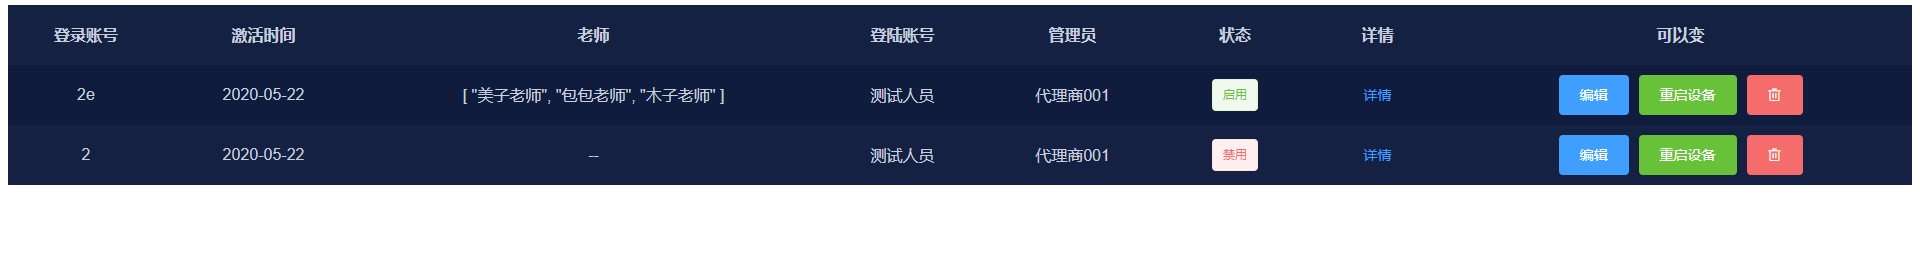 登录账号 激活时间 老师 登陆账号 管理员 状态 详情 可以变
2e 2020-05-22 [ "美子老师", "包包老师", "木子老师" ] 测试人员 代理商001 启用 详情 编辑 重启设备
2 2020-05-22 -- 测试人员 代理商001 禁用 详情 编辑 重启设备